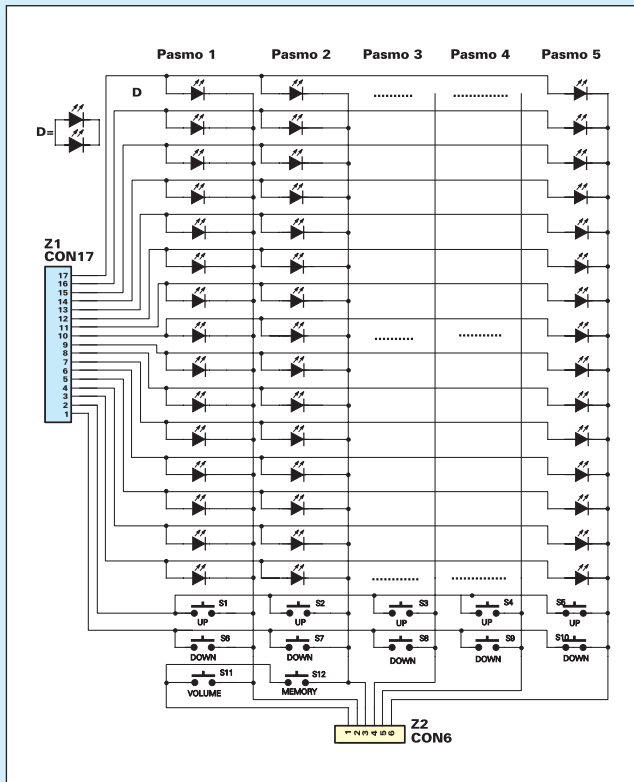 Pasmo 1 Pasmo 2 Pasmo 3 Pasmo 4 Pasmo 5
D
D=
Z1
CON17
17
16
15
14
13
12
11
10
9
8
7
6
5
4
3
2
1
S1 S2 S3 S4 S5
UP UP UP UP UP
S6 S7 S8 S9 S10
DOWN DOWN DOWN DOWN DOWN
S11 S12
VOLUME MEMORY
1 2 3 4 5 6
Z2
CON6